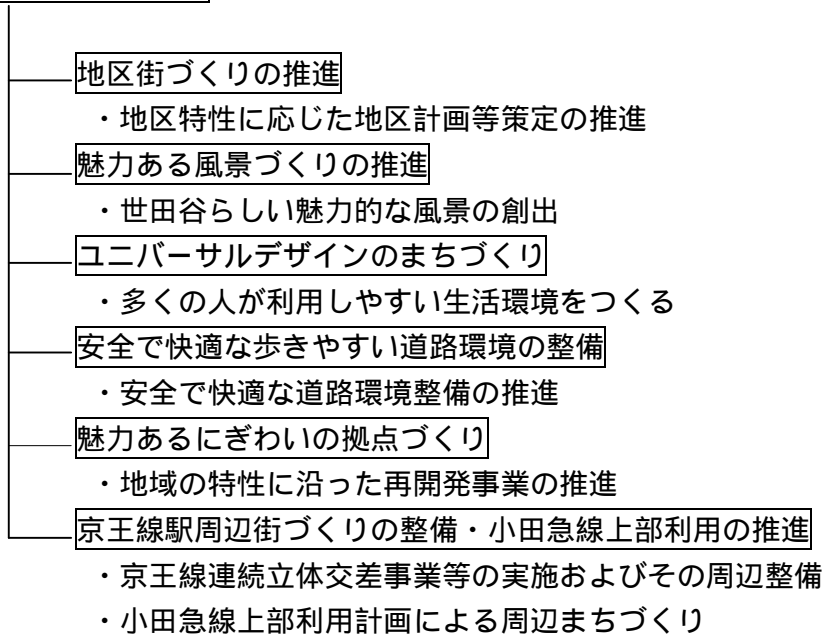 地区街づくりの推進
・地区特性に応じた地区計画等策定の推進
魅力ある風景づくりの推進
・世田谷らしい魅力的な風景の創出
ユニバーサルデザインのまちづくり
・多くの人が利用しやすい生活環境をつくる
安全で快適な歩きやすい道路環境の整備
・安全で快適な道路環境整備の推進
魅力あるにぎわいの拠点づくり
・地域の特性に沿った再開発事業の推進
京王線駅周辺街づくりの整備・小田急線上部利用の推進
・京王線連続立体交差事業等の実施およびその周辺整備
・小田急線上部利用計画による周辺まちづくり